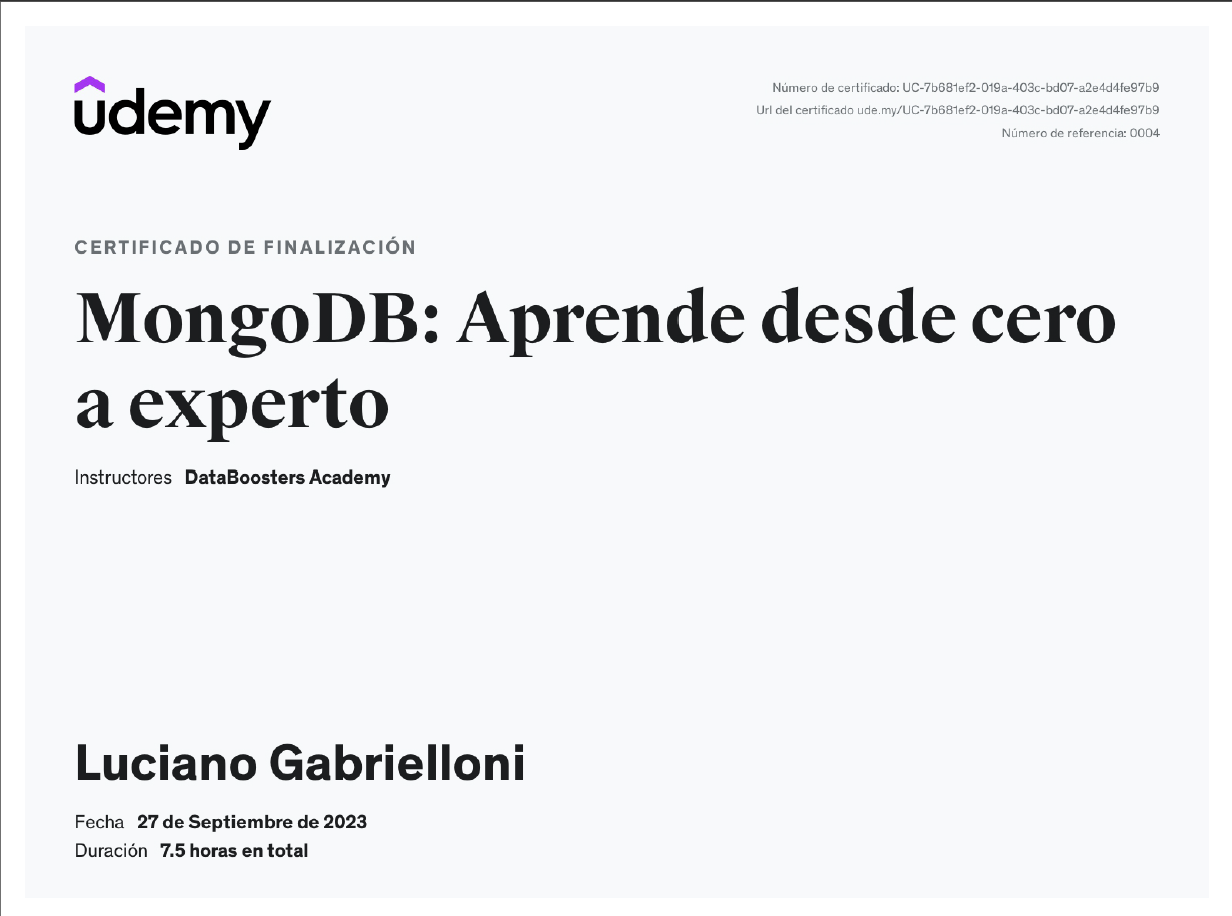 udemy
Número de certificado: UC-7b681ef2-019a-403c-bd07-a2e4d4fe97b9
Url del certificado ude.my/UC-7b681ef2-019a-403c-bd07-a2e4d4fe97b9
Número de referencia: 0004
CERTIFICADO DE FINALIZACIÓN
MongoDB: Aprende desde cero
a experto
Instructores DataBoosters Academy
Luciano Gabrielloni
Fecha 27 de Septiembre de 2023
Duración 7.5 horas en total